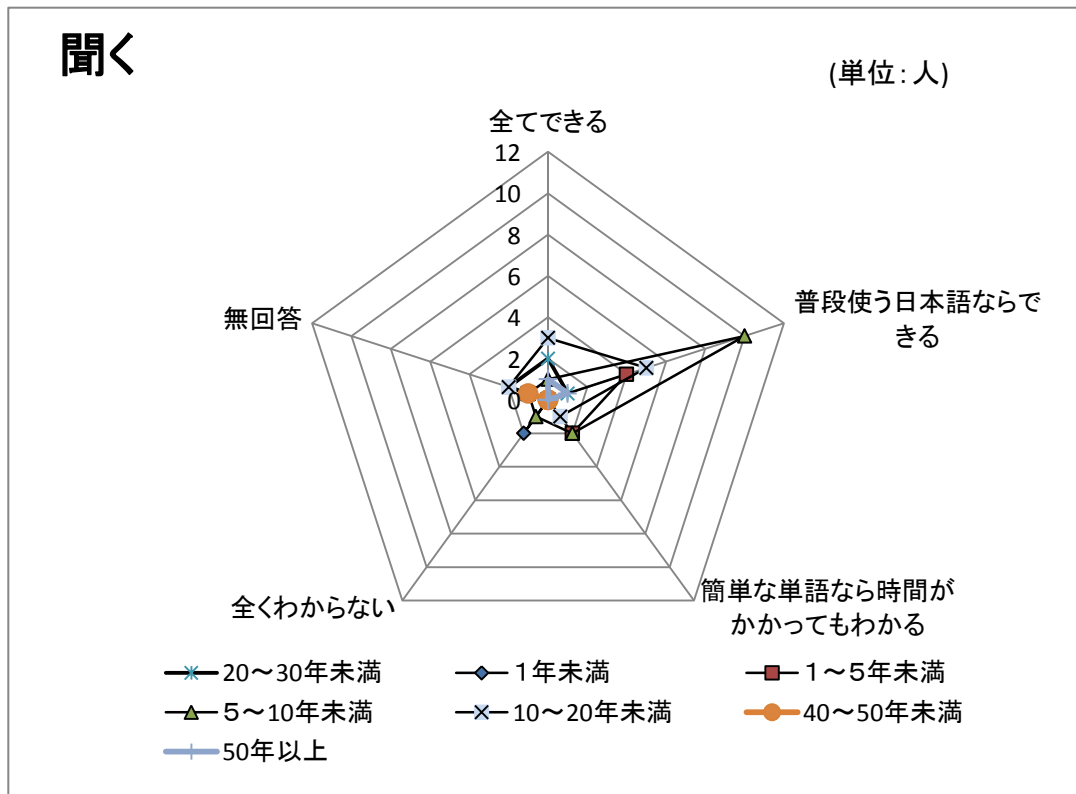 聞く
(単位：人)
全てできる
12
10
8
6
4
2
0
普段使う日本語ならで
きる
無回答
簡単な単語なら時間が
かかってもわかる
全くわからない
20～30年未満
１年未満
１～５年未満
５～10年未満
10～20年未満
40～50年未満
50年以上